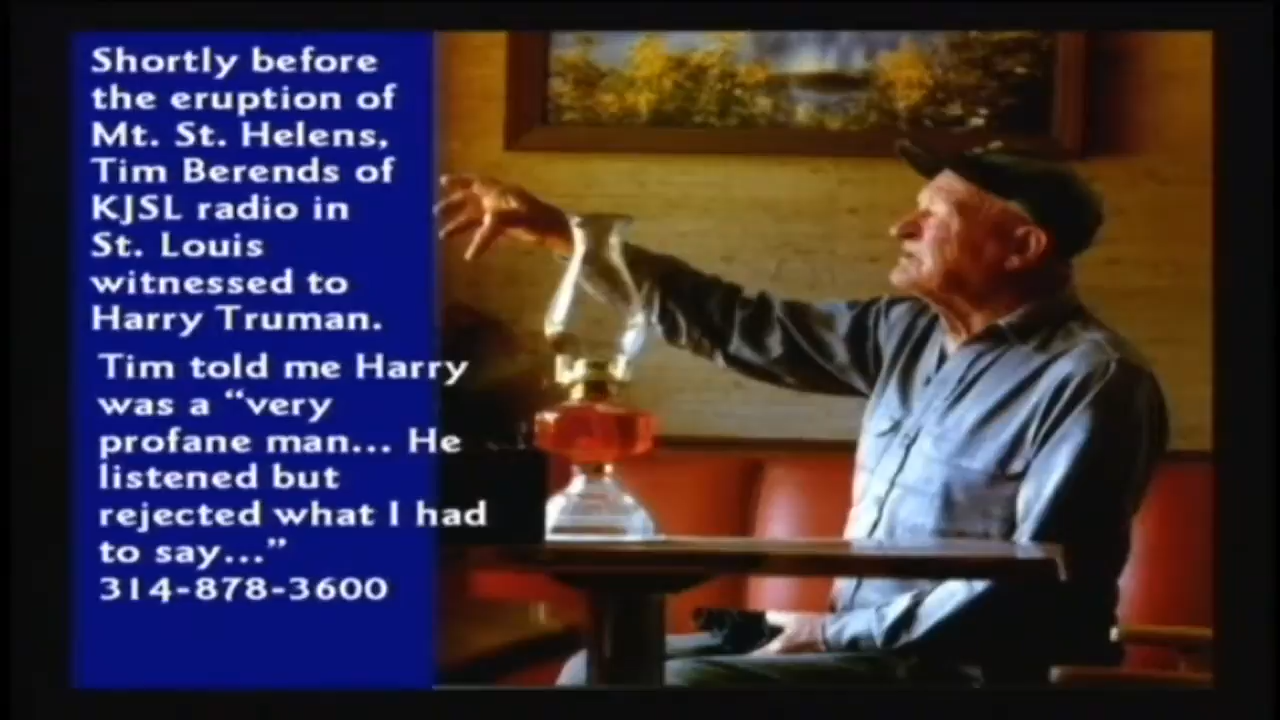 Shortly before
the eruption of
Mt. St. Helens,
Tim Berends of
KJSL radio in
St. Louis
witnessed to
Harry Truman.
Tim told me Harry
was a “very
profane man... He
listened but
rejected what I had
to say...”
314-878-3600